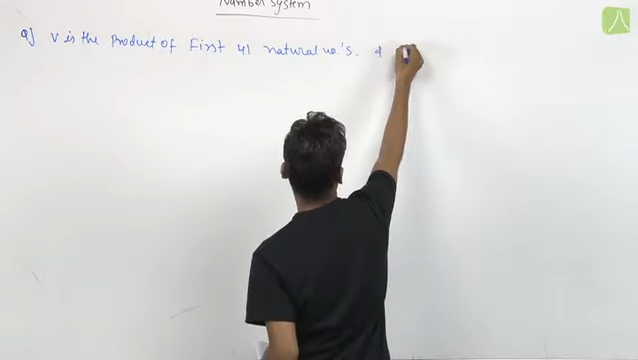 Number System
Q) V is the Product of First 41 natural no.'s. &